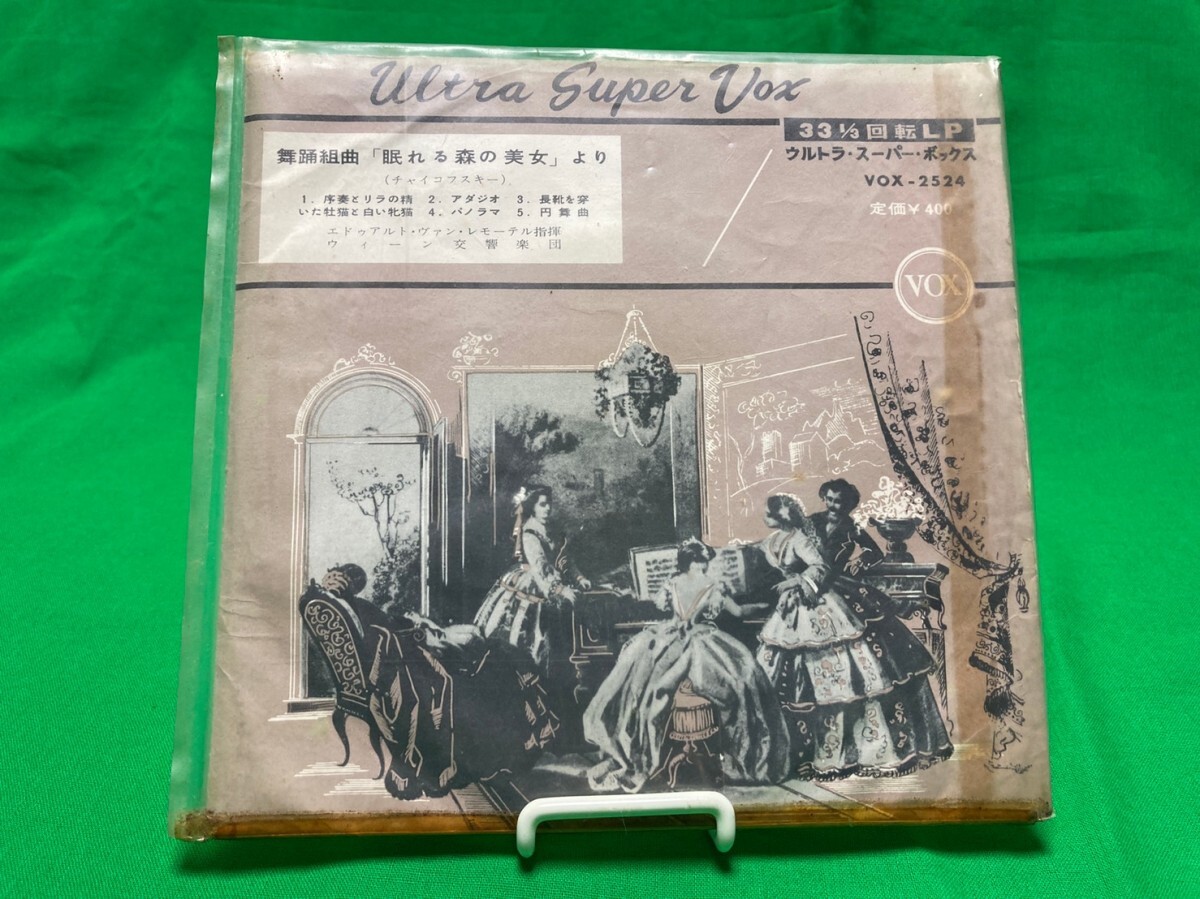 Ultra Super Vox
33 1/3 回転LP
ウルトラ・スーパー・ボックス
VOX-2524
定価¥ 400
VOX
舞踊組曲「眠れる森の美女」より
(チャイコフスキー)
1. 序奏とリラの精 2. アダジオ 3. 長靴を穿
いた牡猫と白い牝猫 4. パノラマ 5. 円舞曲
エドゥアルト・ヴァン・レモーテル指揮
ウィーン交響楽団